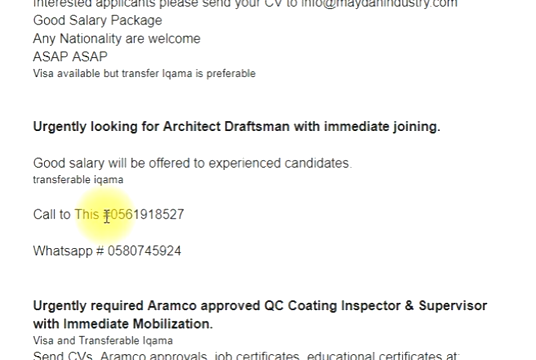 Interested applicants please send your CV to info@maydanindustry.com
Good Salary Package
Any Nationality are welcome
ASAP ASAP
Visa available but transfer Iqama is preferable
Urgently looking for Architect Draftsman with immediate joining.
Good salary will be offered to experienced candidates.
transferable iqama
Call to This #0561918527
Whatsapp # 0580745924
Urgently required Aramco approved QC Coating Inspector & Supervisor
with Immediate Mobilization.
Visa and Transferable Iqama
Send CVs, Aramco approvals, job certificates, educational certificates at: